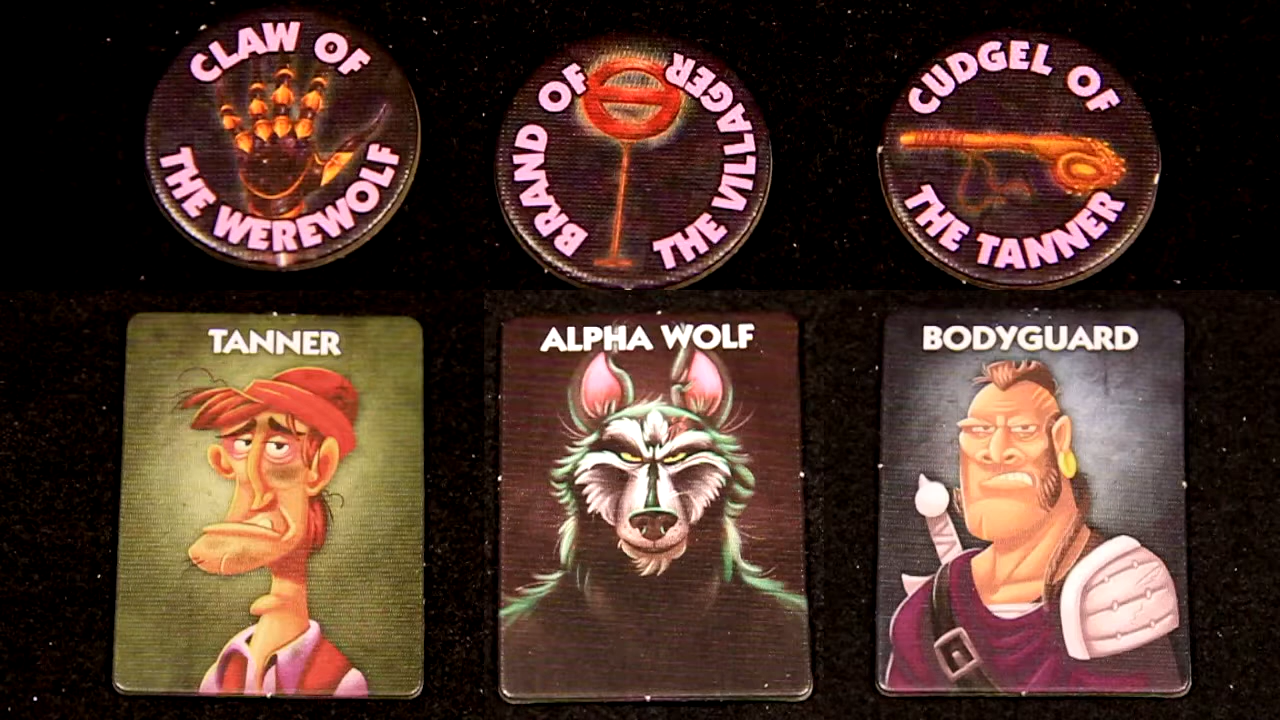 CLAW OF
THE WEREWOLF
BRAND OF
THE VILLAGER
CUDGEL OF
THE TANNER
TANNER
ALPHA WOLF
BODYGUARD